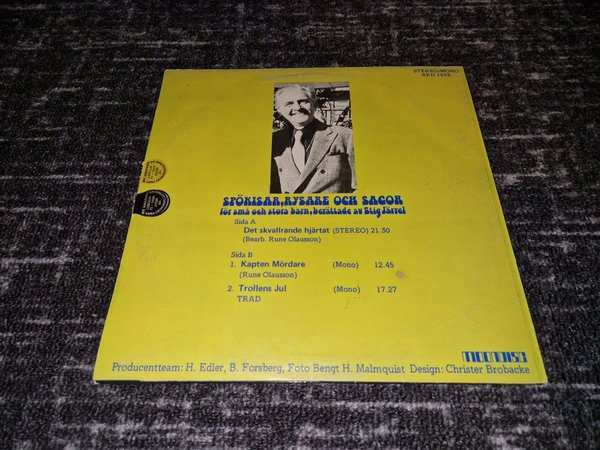 STEREO/MONO
ARD 1653
SPÖKISAR, RYSARE OCH SAGOR
för små och stora barn, berättade av Stig Järrel
Sida A
Det skvallrande hjärtat (STEREO) 21.30
(Bearb. Rune Olausson)
Sida B
1. Kapten Mördare (Mono) 12.45
(Rune Olausson)
2. Trollens Jul (Mono) 17.27
TRAD
MOONDISC
Producentteam: H. Edler, B. Forsberg, Foto Bengt H. Malmquist Design: Christer Brobacke